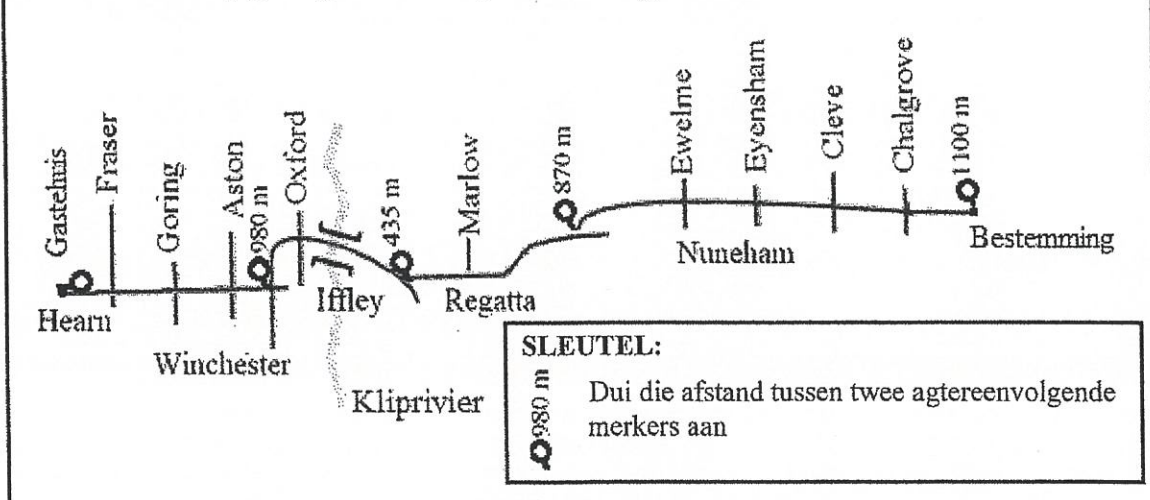 Gastehuis
Fraser
Goring
Aston
980 m
Oxford
435 m
Marlow
870 m
Ewelme
Eyensham
Cleve
Chalgrove
1100 m
Hearn
Winchester
Iffley
Kliprivier
Regatta
Nuneham
Bestemming
SLEUTEL:
980 m
Dui die afstand tussen twee agtereenvolgende
merkers aan